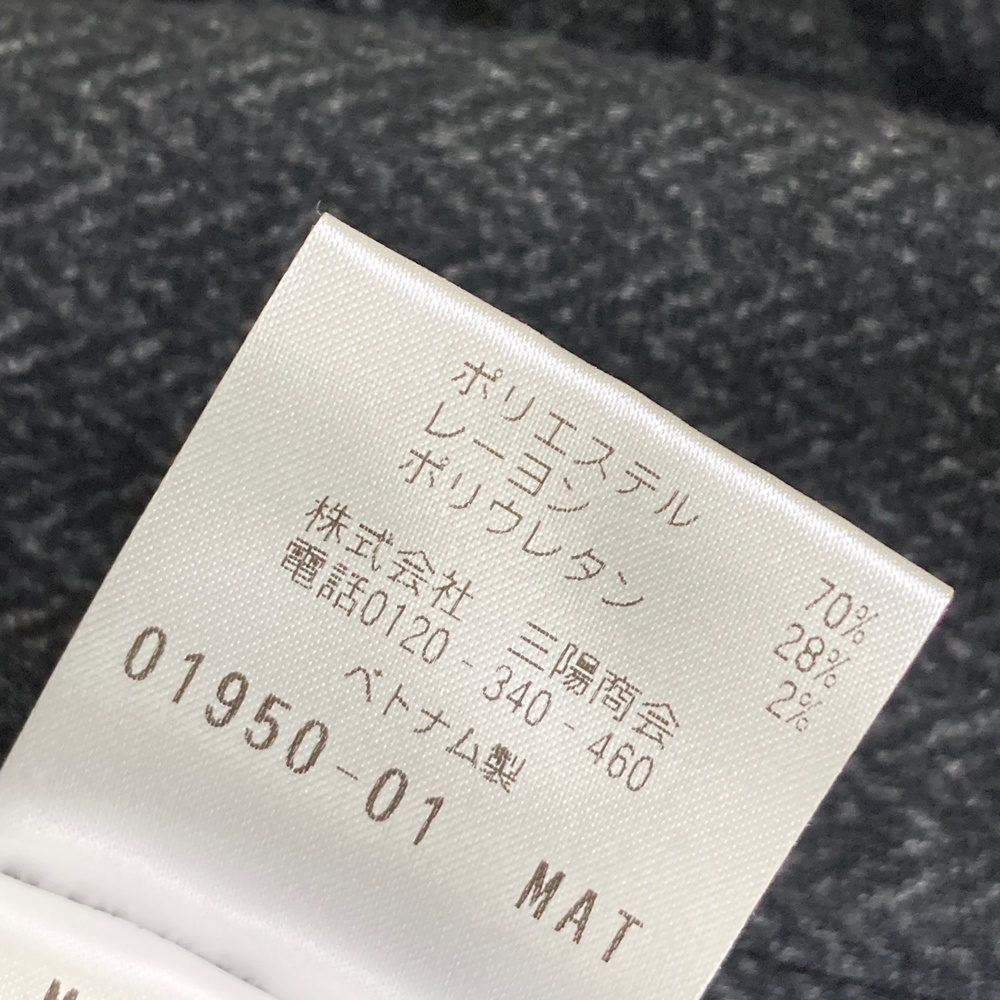 ポリエステル 70%
レーヨン 28%
ポリウレタン 2%
株式会社 三陽商会
電話0120-340-460
ベトナム製
01950-01 MAT